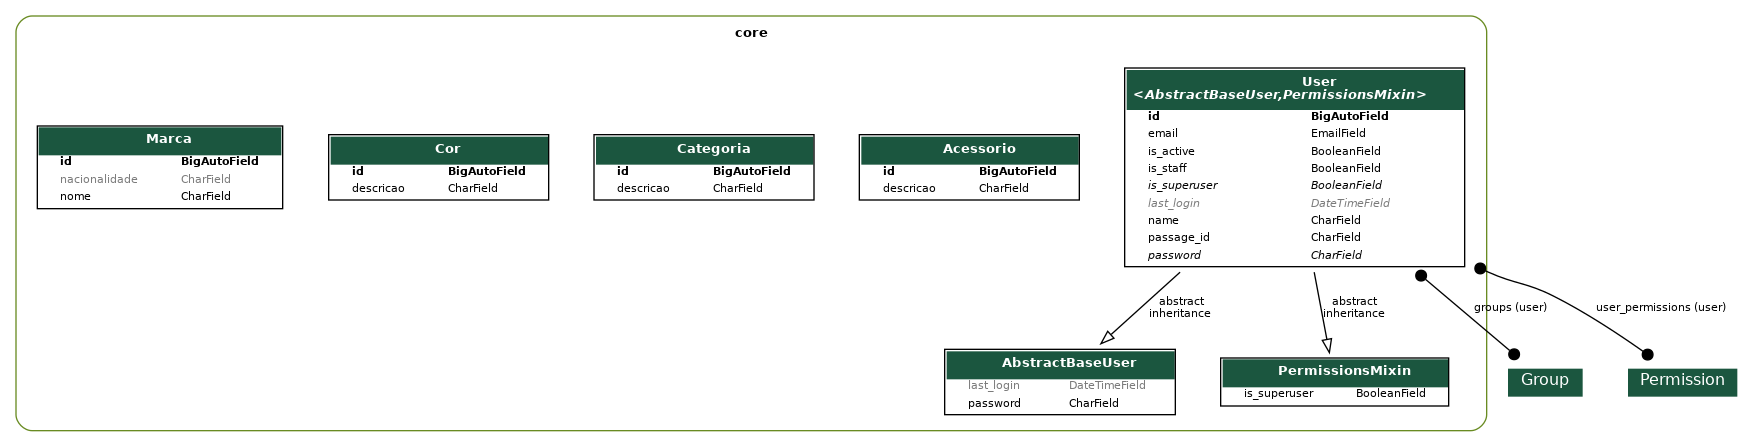 core
Marca
id BigAutoField
nacionalidade CharField
nome CharField
Cor
id BigAutoField
descricao CharField
Categoria
id BigAutoField
descricao CharField
Acessorio
id BigAutoField
descricao CharField
User
<AbstractBaseUser,PermissionsMixin>
id BigAutoField
email EmailField
is_active BooleanField
is_staff BooleanField
is_superuser BooleanField
last_login DateTimeField
name CharField
passage_id CharField
password CharField
abstract
inheritance
abstract
inheritance
groups (user)
user_permissions (user)
AbstractBaseUser
last_login DateTimeField
password CharField
PermissionsMixin
is_superuser BooleanField
Group
Permission